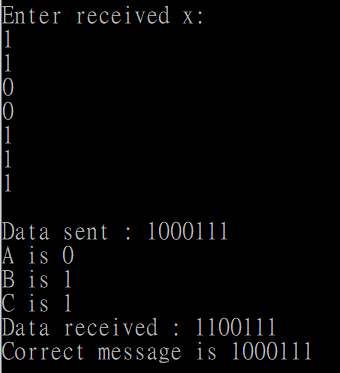 Enter received x:
1
1
0
0
1
1
1
Data sent : 1000111
A is 0
B is 1
C is 1
Data received : 1100111
Correct message is 1000111